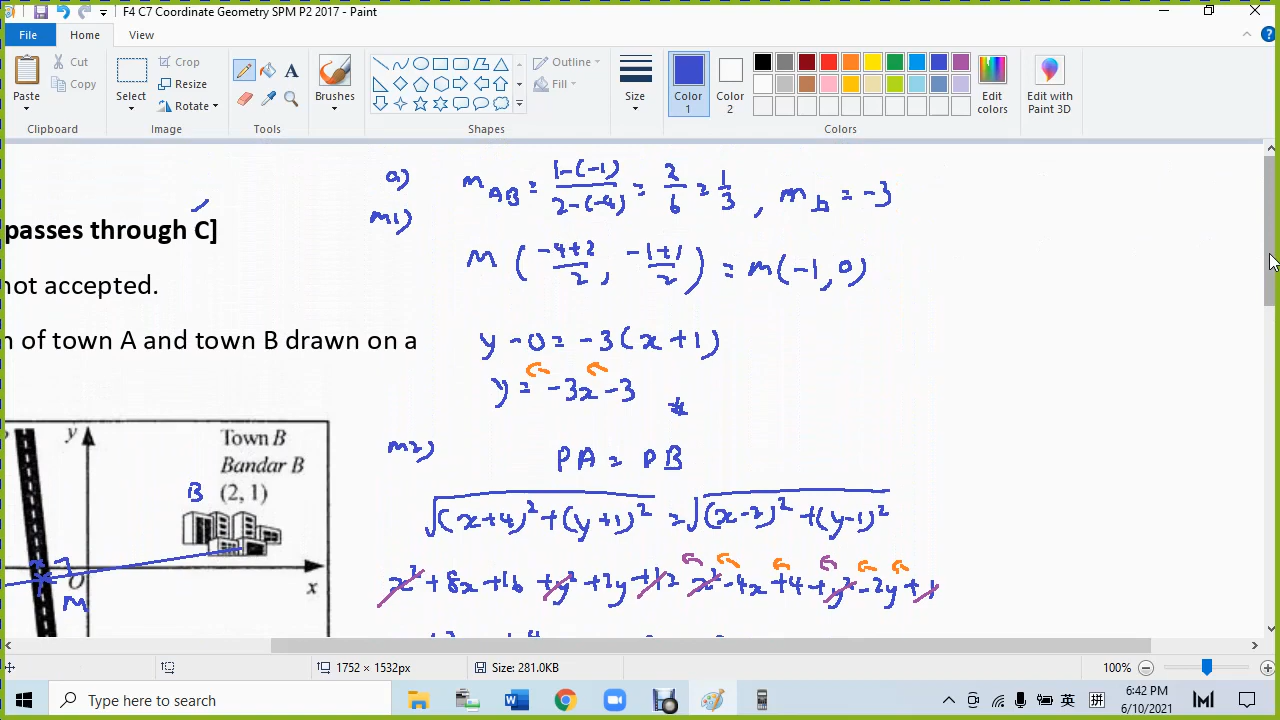 F4 C7 Coordinate Geometry SPM P2 2017 - Paint
File Home View
Paste Cut Copy
Clipboard
Select Crop Resize Rotate
Image
A
Tools
Brushes
Outline Fill
Shapes
Size
Color 1 Color 2 Edit colors
Colors
Edit with Paint 3D
a) m AB = 1-(-1) / 2-(-4) = 2/6 = 1/3 , m b = -3
M1)
passes through C]
M ( -4+2 / 2 , -1+1 / 2 ) = M(-1, 0)
not accepted.
n of town A and town B drawn on a
y - 0 = -3(x+1)
y = -3x - 3
M2) PA = PB
√(x+4)² + (y+1)² = √(x-2)² + (y-1)²
x² + 8x + 16 + y² + 2y + 1 = x² - 4x + 4 + y² - 2y + 1
y
Town B
Bandar B
B (2, 1)
O x
M
1752 × 1532px Size: 281.0KB 100%
Type here to search
英 拼 6:42 PM
6/10/2021